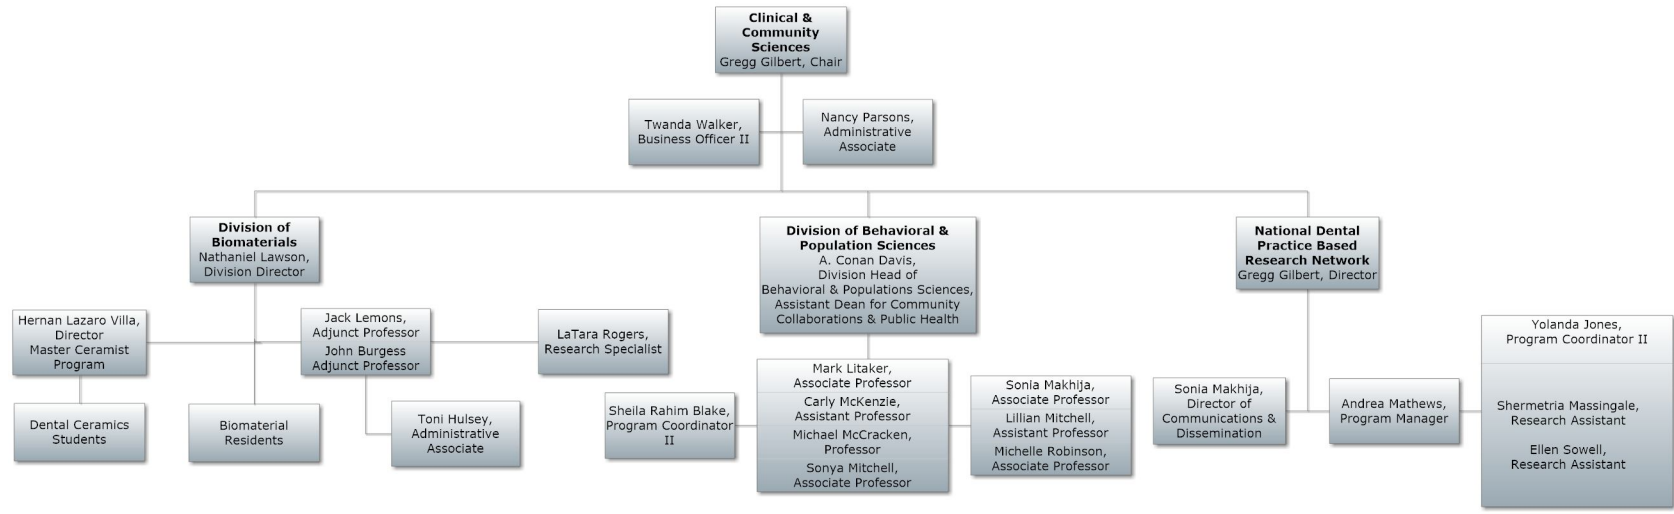 Clinical &
Community
Sciences
Gregg Gilbert, Chair
Twanda Walker,
Business Officer II
Nancy Parsons,
Administrative
Associate
Division of
Biomaterials
Nathaniel Lawson,
Division Director
Division of Behavioral &
Population Sciences
A. Conan Davis,
Division Head of
Behavioral & Populations Sciences,
Assistant Dean for Community
Collaborations & Public Health
National Dental
Practice Based
Research Network
Gregg Gilbert, Director
Hernan Lazaro Villa,
Director
Master Ceramist
Program
Jack Lemons,
Adjunct Professor
John Burgess
Adjunct Professor
LaTara Rogers,
Research Specialist
Dental Ceramics
Students
Biomaterial
Residents
Toni Hulsey,
Administrative
Associate
Sheila Rahim Blake,
Program Coordinator
II
Mark Litaker,
Associate Professor
Carly McKenzie,
Assistant Professor
Michael McCracken,
Professor
Sonya Mitchell,
Associate Professor
Sonia Makhija,
Associate Professor
Lillian Mitchell,
Assistant Professor
Michelle Robinson,
Associate Professor
Sonia Makhija,
Director of
Communications &
Dissemination
Andrea Mathews,
Program Manager
Yolanda Jones,
Program Coordinator II
Shermetria Massingale,
Research Assistant
Ellen Sowell,
Research Assistant